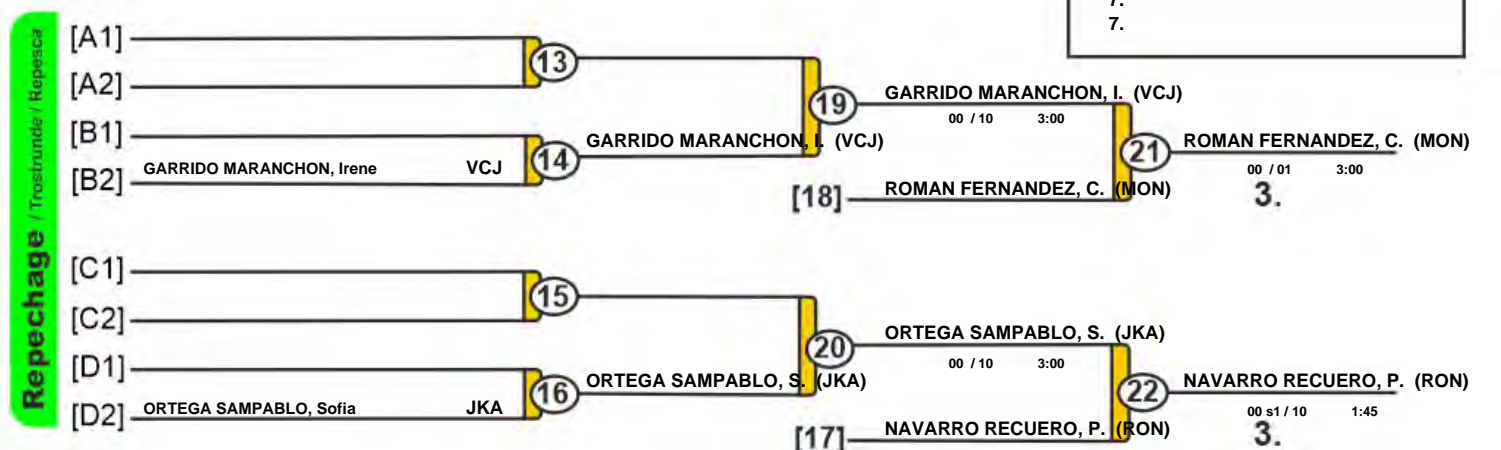 7.
7.
Repechage / Trostrunde / Repesca
[A1]
13
[A2]
19
GARRIDO MARANCHON, I. (VCJ)
00 / 10 3:00
[B1]
GARRIDO MARANCHON, I. (VCJ)
21
ROMAN FERNANDEZ, C. (MON)
00 / 01 3:00
3.
14
GARRIDO MARANCHON, Irene VCJ
[B2]
[18]
ROMAN FERNANDEZ, C. (MON)
[C1]
15
[C2]
20
ORTEGA SAMPABLO, S. (JKA)
00 / 10 3:00
[D1]
ORTEGA SAMPABLO, S. (JKA)
22
NAVARRO RECUERO, P. (RON)
00 s1 / 10 1:45
3.
16
[D2]
ORTEGA SAMPABLO, Sofia JKA
[17]
NAVARRO RECUERO, P. (RON)